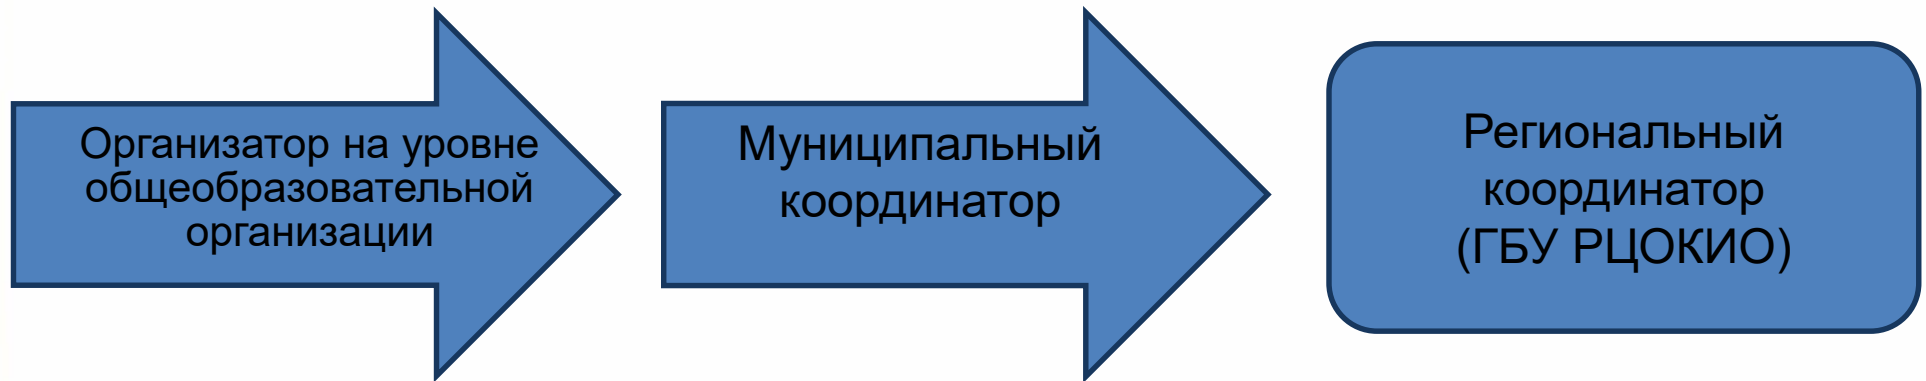 Организатор на уровне
общеобразовательной
организации
Муниципальный
координатор
Региональный
координатор
(ГБУ РЦОКИО)